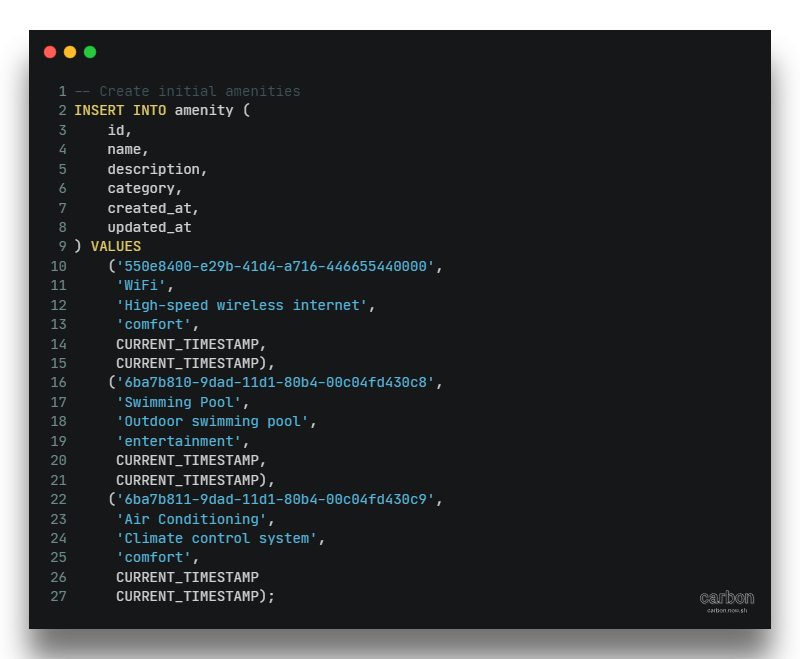 1 -- Create initial amenities
2 INSERT INTO amenity (
3     id,
4     name,
5     description,
6     category,
7     created_at,
8     updated_at
9 ) VALUES
10     ('550e8400-e29b-41d4-a716-446655440000',
11      'WiFi',
12      'High-speed wireless internet',
13      'comfort',
14      CURRENT_TIMESTAMP,
15      CURRENT_TIMESTAMP),
16     ('6ba7b810-9dad-11d1-80b4-00c04fd430c8',
17      'Swimming Pool',
18      'Outdoor swimming pool',
19      'entertainment',
20      CURRENT_TIMESTAMP,
21      CURRENT_TIMESTAMP),
22     ('6ba7b811-9dad-11d1-80b4-00c04fd430c9',
23      'Air Conditioning',
24      'Climate control system',
25      'comfort',
26      CURRENT_TIMESTAMP
27      CURRENT_TIMESTAMP);
carbon
carbon.now.sh